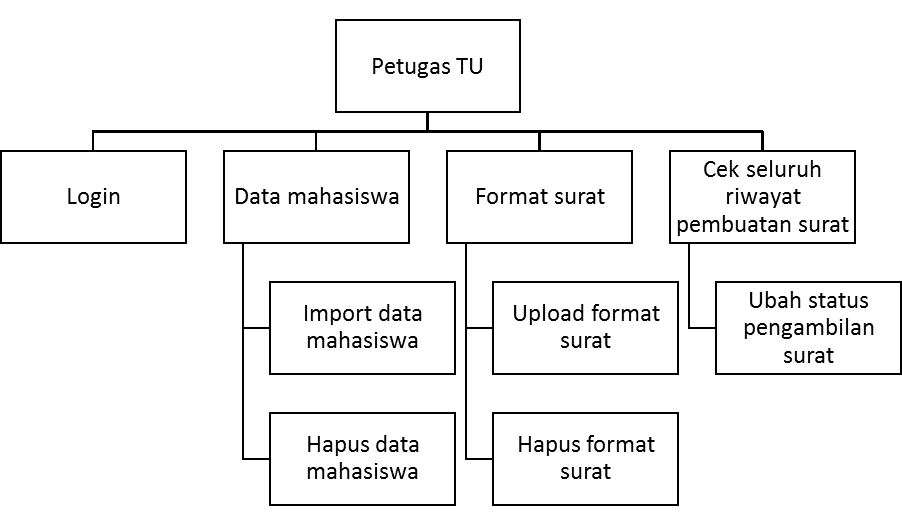 Petugas TU
Login
Data mahasiswa
Format surat
Cek seluruh
riwayat
pembuatan surat
Import data
mahasiswa
Upload format
surat
Ubah status
pengambilan
surat
Hapus data
mahasiswa
Hapus format
surat